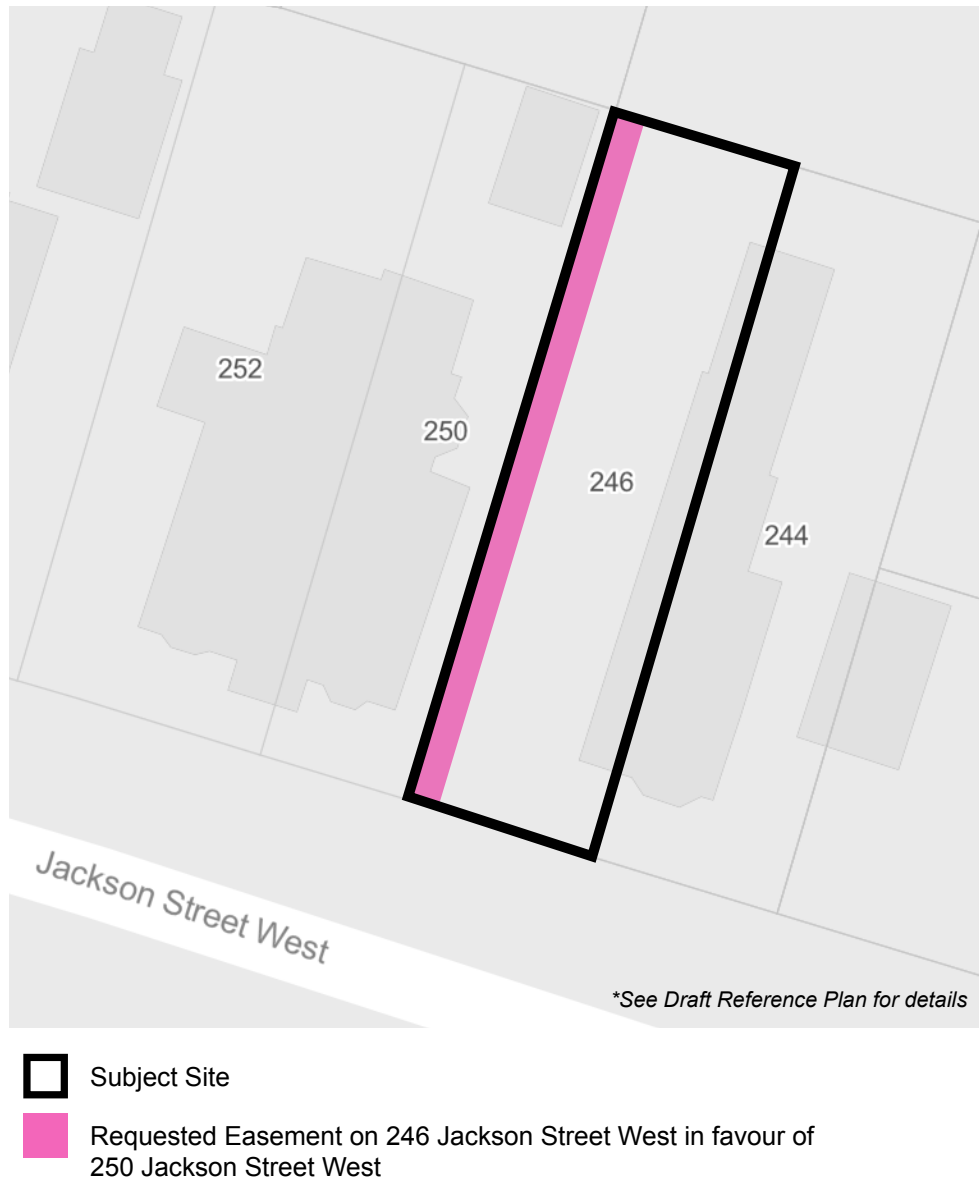 252
250
246
244
Jackson Street West
*See Draft Reference Plan for details
Subject Site
Requested Easement on 246 Jackson Street West in favour of
250 Jackson Street West